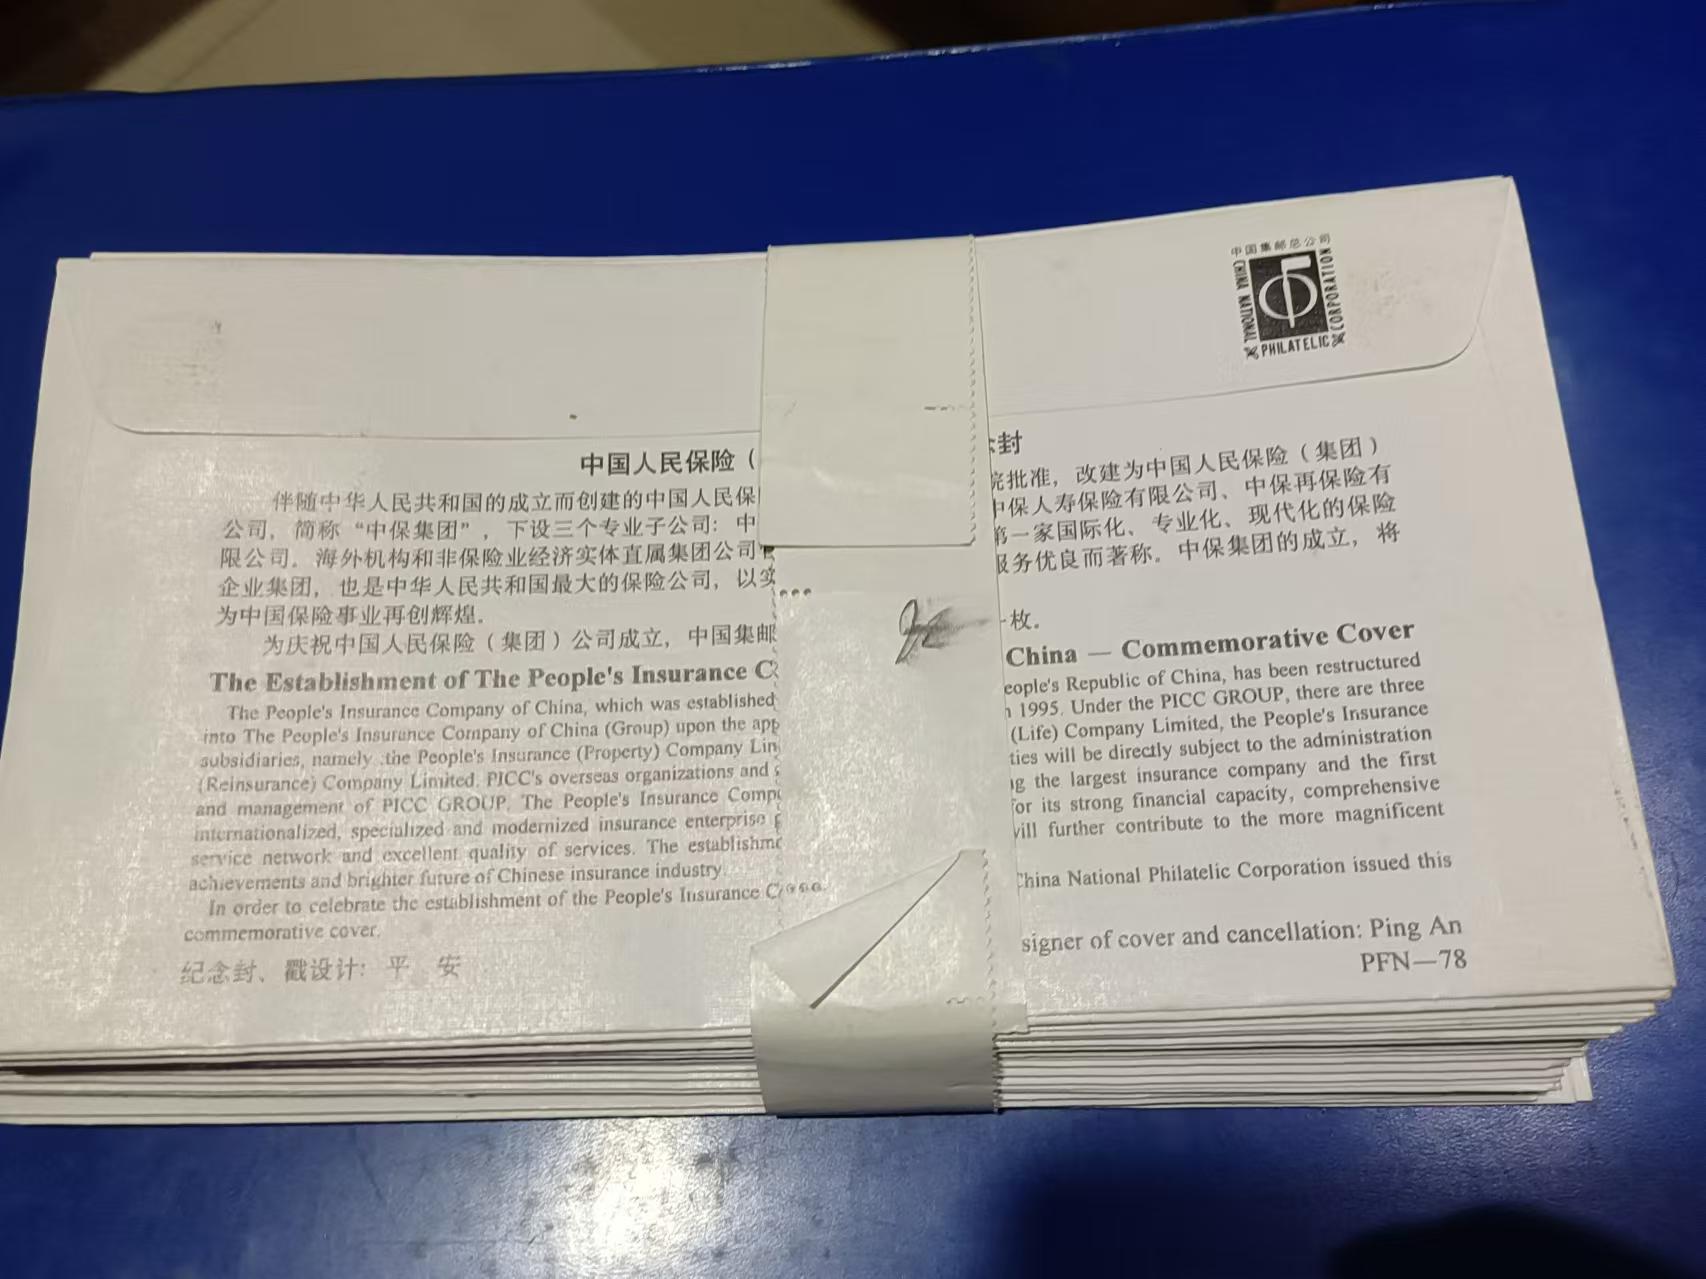 中国集邮总公司
CHINA NATIONAL
PHILATELIC
CORPORATION
中国人民保险（ 封
伴随中华人民共和国的成立而创建的中国人民保 批准，改建为中国人民保险（集团）
公司，简称“中保集团”，下设三个专业子公司：中 中保人寿保险有限公司、中保再保险有
限公司．海外机构和非保险业经济实体直属集团公司 第一家国际化、专业化、现代化的保险
企业集团，也是中华人民共和国最大的保险公司，以实 服务优良而著称．中保集团的成立，将
为中国保险事业再创辉煌．
为庆祝中国人民保险（集团）公司成立，中国集邮 枚．
The Establishment of The People's Insurance China — Commemorative Cover
The People's Insurance Company of China, which was established People's Republic of China, has been restructured
into The People's Insurance Company of China (Group) upon the 1995. Under the PICC GROUP, there are three
subsidiaries, namely :the People's Insurance (Property) Company (Life) Company Limited, the People's Insurance
(Reinsurance) Company Limited. PICC's overseas organizations and will be directly subject to the administration
and management of PICC GROUP. The People's Insurance the largest insurance company and the first
internationalized, specialized and modernized insurance enterprise for its strong financial capacity, comprehensive
service network and excellent quality of services. The will further contribute to the more magnificent
achievements and brighter future of Chinese insurance industry
In order to celebrate the establishment of the People's Insurance China National Philatelic Corporation issued this
commemorative cover.
纪念封、戳设计：平 安 signer of cover and cancellation: Ping An
PFN—78